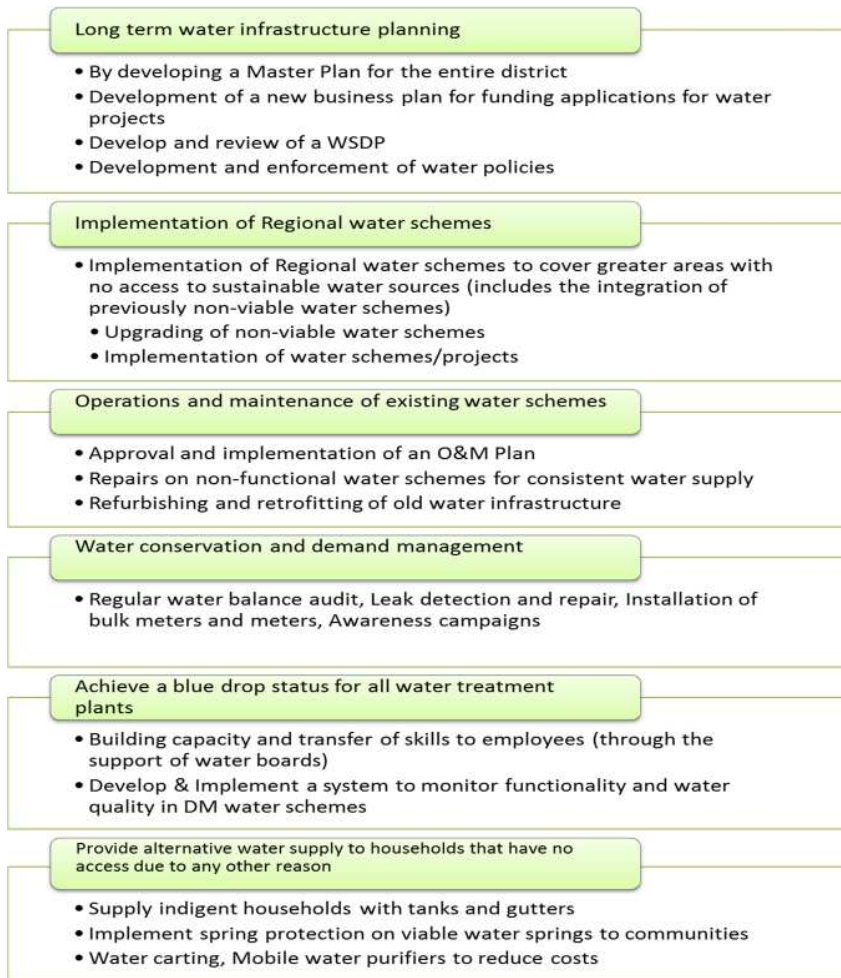 Long term water infrastructure planning
• By developing a Master Plan for the entire district
• Development of a new business plan for funding applications for water
projects
• Develop and review of a WSDP
• Development and enforcement of water policies
Implementation of Regional water schemes
• Implementation of Regional water schemes to cover greater areas with
no access to sustainable water sources (includes the integration of
previously non-viable water schemes)
• Upgrading of non-viable water schemes
• Implementation of water schemes/projects
Operations and maintenance of existing water schemes
• Approval and implementation of an O&M Plan
• Repairs on non-functional water schemes for consistent water supply
• Refurbishing and retrofitting of old water infrastructure
Water conservation and demand management
• Regular water balance audit, Leak detection and repair, Installation of
bulk meters and meters, Awareness campaigns
Achieve a blue drop status for all water treatment
plants
• Building capacity and transfer of skills to employees (through the
support of water boards)
• Develop & Implement a system to monitor functionality and water
quality in DM water schemes
Provide alternative water supply to households that have no
access due to any other reason
• Supply indigent households with tanks and gutters
• Implement spring protection on viable water springs to communities
• Water carting, Mobile water purifiers to reduce costs